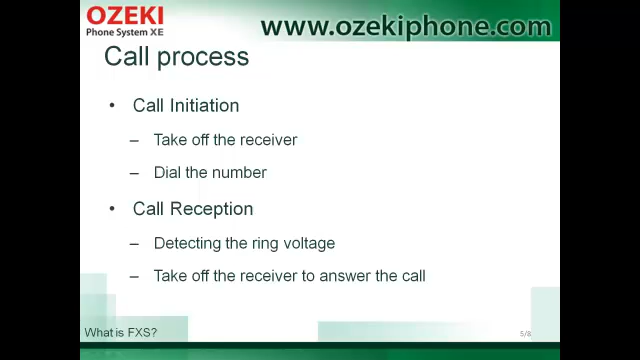 OZEKI
Phone System XE
www.ozekiphone.com
Call process
• Call Initiation
– Take off the receiver
– Dial the number
• Call Reception
– Detecting the ring voltage
– Take off the receiver to answer the call
What is FXS?
5/8